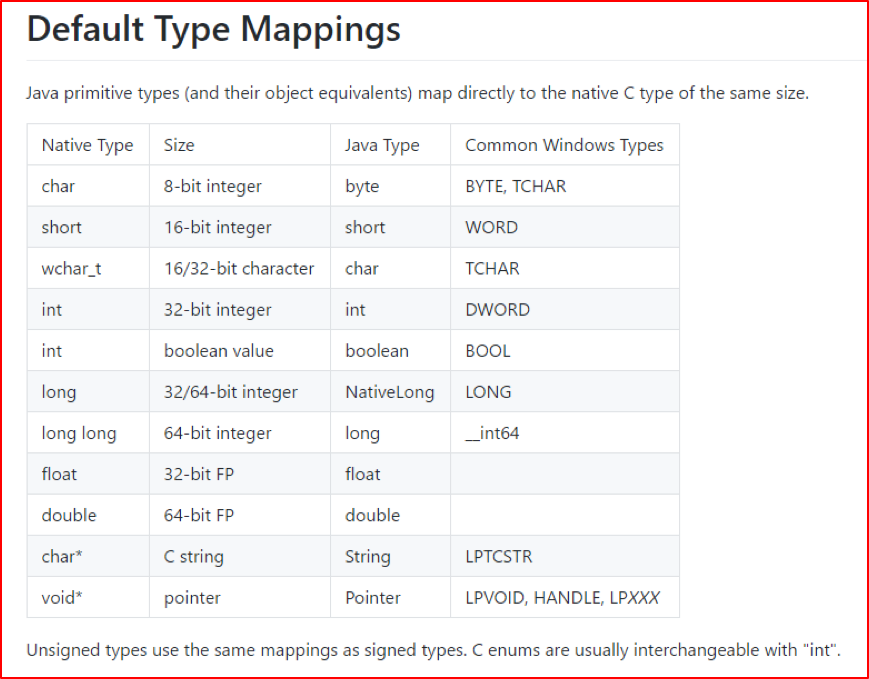 Default Type Mappings
Java primitive types (and their object equivalents) map directly to the native C type of the same size.
Native Type Size Java Type Common Windows Types
char 8-bit integer byte BYTE, TCHAR
short 16-bit integer short WORD
wchar_t 16/32-bit character char TCHAR
int 32-bit integer int DWORD
int boolean value boolean BOOL
long 32/64-bit integer NativeLong LONG
long long 64-bit integer long __int64
float 32-bit FP float
double 64-bit FP double
char* C string String LPTCSTR
void* pointer Pointer LPVOID, HANDLE, LPXXX
Unsigned types use the same mappings as signed types. C enums are usually interchangeable with "int".